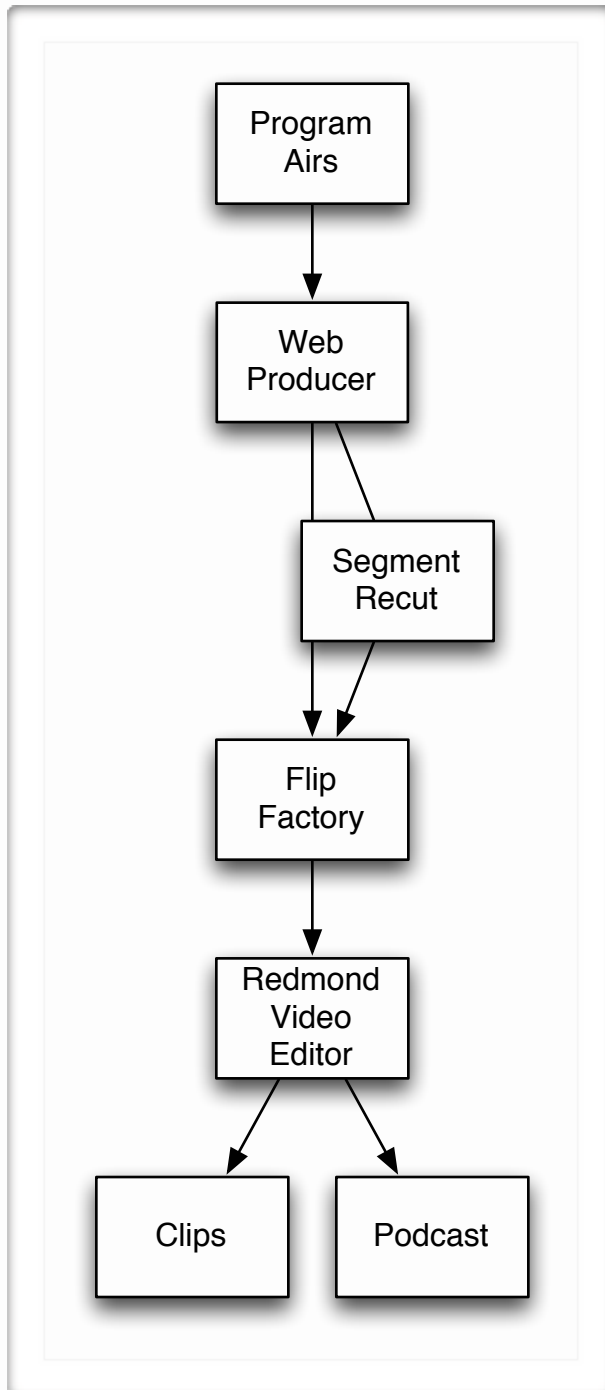 Program
Airs
Web
Producer
Segment
Recut
Flip
Factory
Redmond
Video
Editor
Clips
Podcast